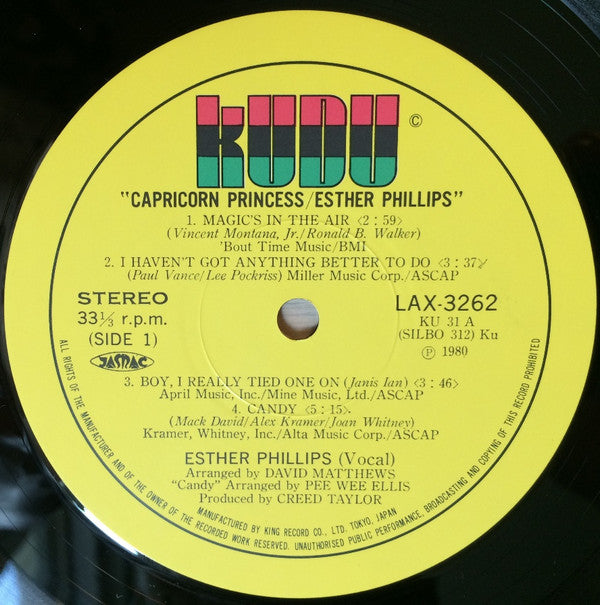 KUDU ©
"CAPRICORN PRINCESS/ESTHER PHILLIPS"
1. MAGIC'S IN THE AIR <2:59>
(Vincent Montana, Jr./Ronald B. Walker)
'Bout Time Music/BMI
2. I HAVEN'T GOT ANYTHING BETTER TO DO <3:37>
(Paul Vance/Lee Pockriss) Miller Music Corp./ASCAP
STEREO
33⅓ r.p.m.
(SIDE 1)
JASRAC
LAX-3262
KU 31 A
(SILBO 312) Ku
Ⓟ 1980
3. BOY, I REALLY TIED ONE ON (Janis Ian) <3:46>
April Music, Inc./Mine Music, Ltd./ASCAP
4. CANDY <5:15>
(Mack David/Alex Kramer/Joan Whitney)
Kramer, Whitney, Inc./Alta Music Corp./ASCAP
ESTHER PHILLIPS (Vocal)
Arranged by DAVID MATTHEWS
"Candy" Arranged by PEE WEE ELLIS
Produced by CREED TAYLOR
MANUFACTURED BY KING RECORD CO., LTD. TOKYO, JAPAN
ALL RIGHTS OF THE MANUFACTURER AND OF THE OWNER OF THE RECORDED WORK RESERVED. UNAUTHORISED PUBLIC PERFORMANCE, BROADCASTING AND COPYING OF THIS RECORD PROHIBITED